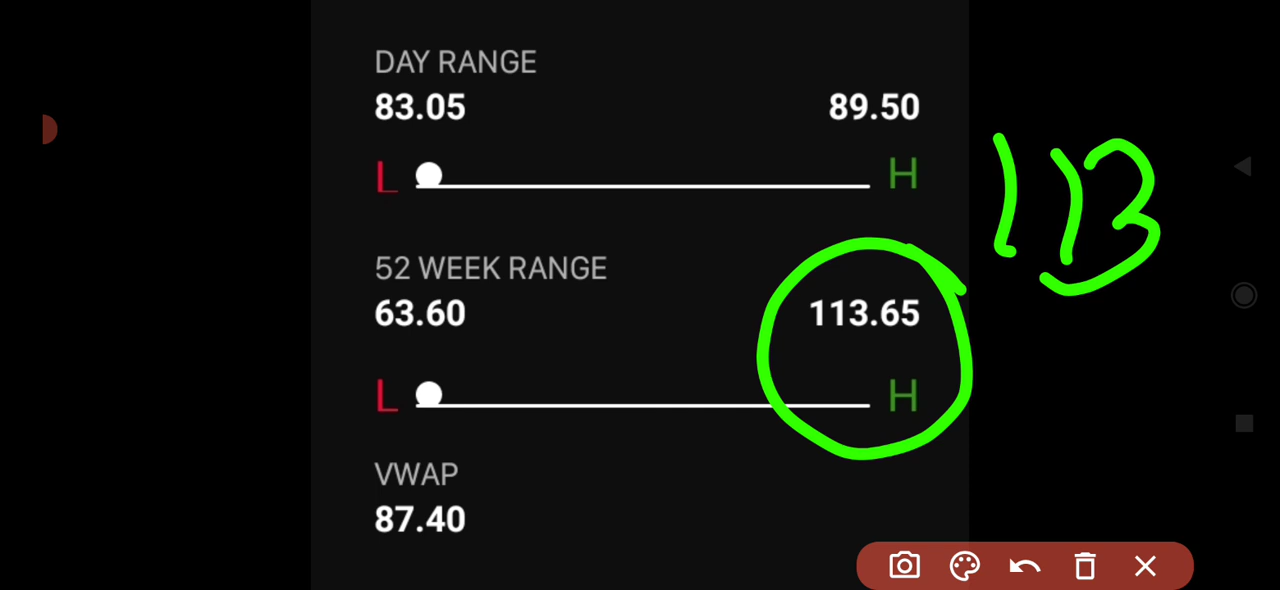 DAY RANGE
83.05 89.50
L H
113
52 WEEK RANGE
63.60 113.65
L H
VWAP
87.40